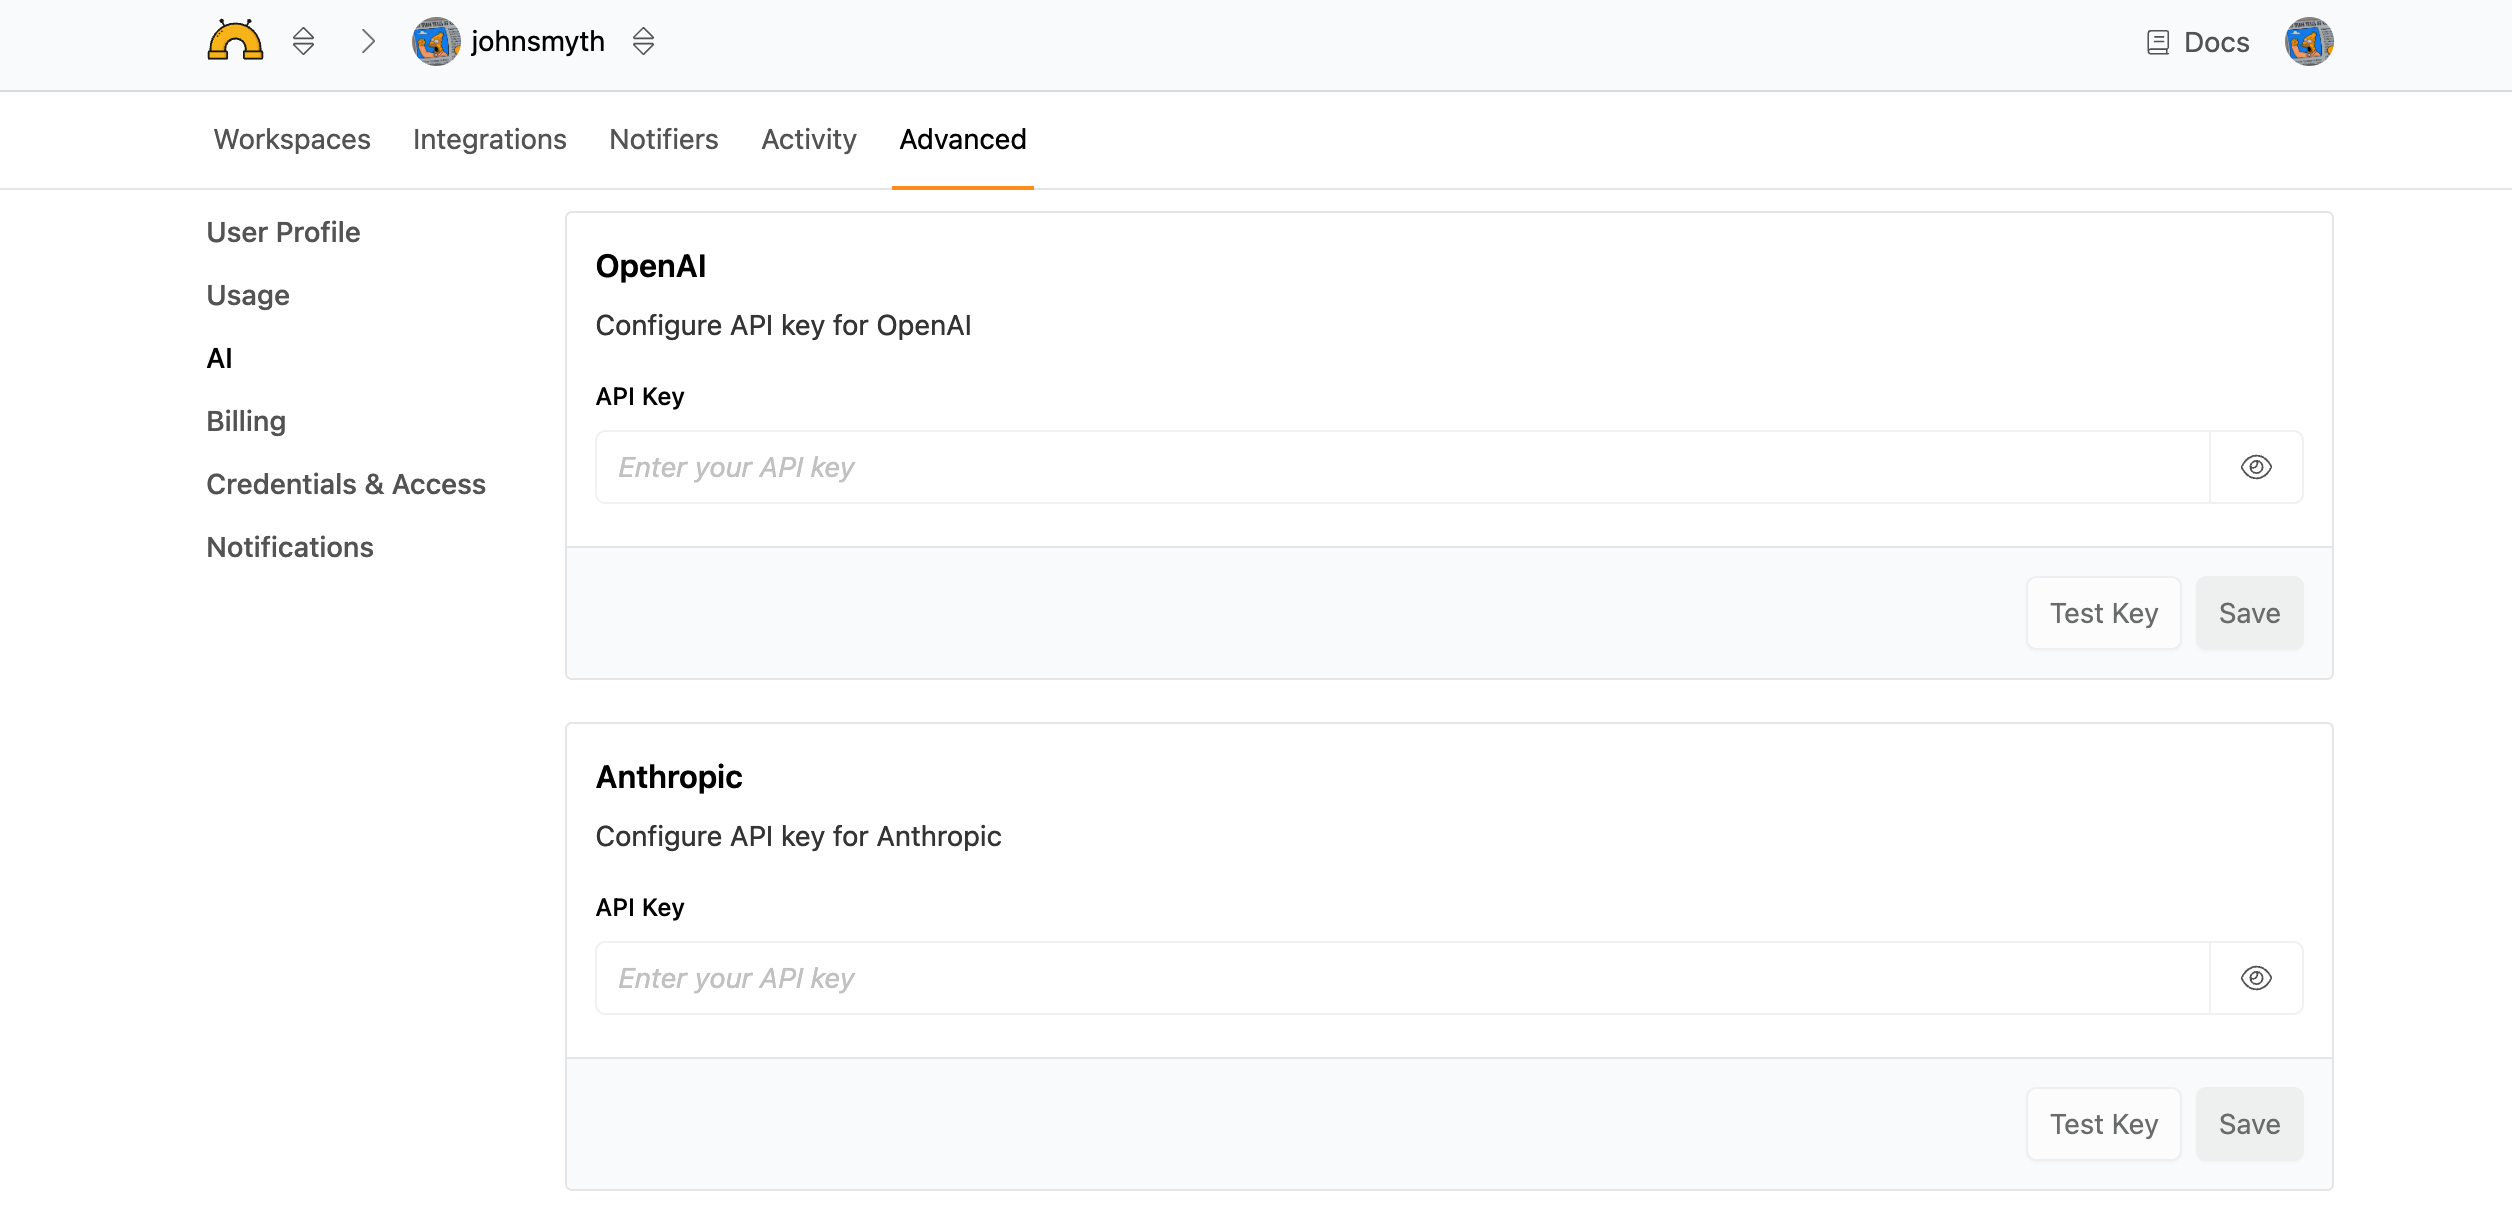 johnsmyth
Docs
Workspaces
Integrations
Notifiers
Activity
Advanced
User Profile
Usage
AI
Billing
Credentials & Access
Notifications
OpenAI
Configure API key for OpenAI
API Key
Enter your API key
Test Key
Save
Anthropic
Configure API key for Anthropic
API Key
Enter your API key
Test Key
Save